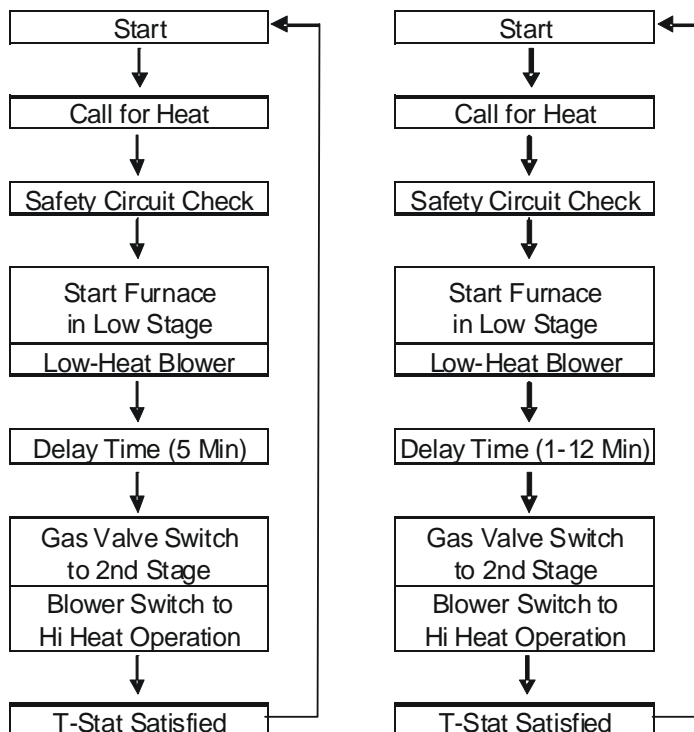 Start
Call for Heat
Safety Circuit Check
Start Furnace
in Low Stage
Low-Heat Blower
Delay Time (5 Min)
Gas Valve Switch
to 2nd Stage
Blower Switch to
Hi Heat Operation
T-Stat Satisfied
Start
Call for Heat
Safety Circuit Check
Start Furnace
in Low Stage
Low-Heat Blower
Delay Time (1-12 Min)
Gas Valve Switch
to 2nd Stage
Blower Switch to
Hi Heat Operation
T-Stat Satisfied